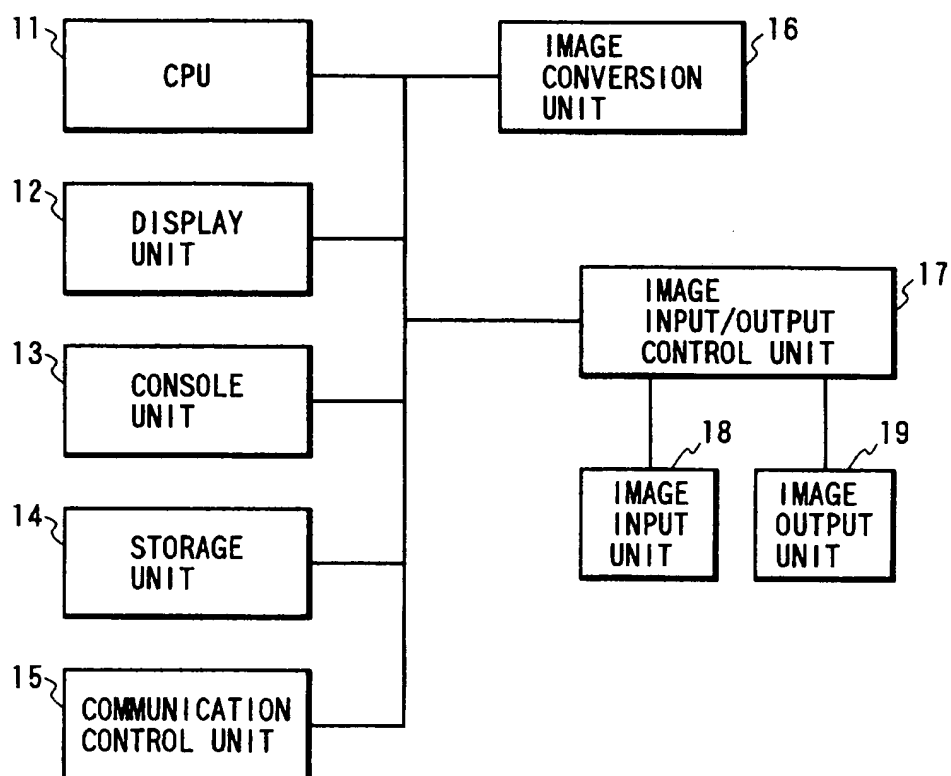 11
CPU
16
IMAGE
CONVERSION
UNIT
12
DISPLAY
UNIT
17
IMAGE
INPUT/OUTPUT
CONTROL UNIT
13
CONSOLE
UNIT
18
IMAGE
INPUT
UNIT
19
IMAGE
OUTPUT
UNIT
14
STORAGE
UNIT
15
COMMUNICATION
CONTROL UNIT